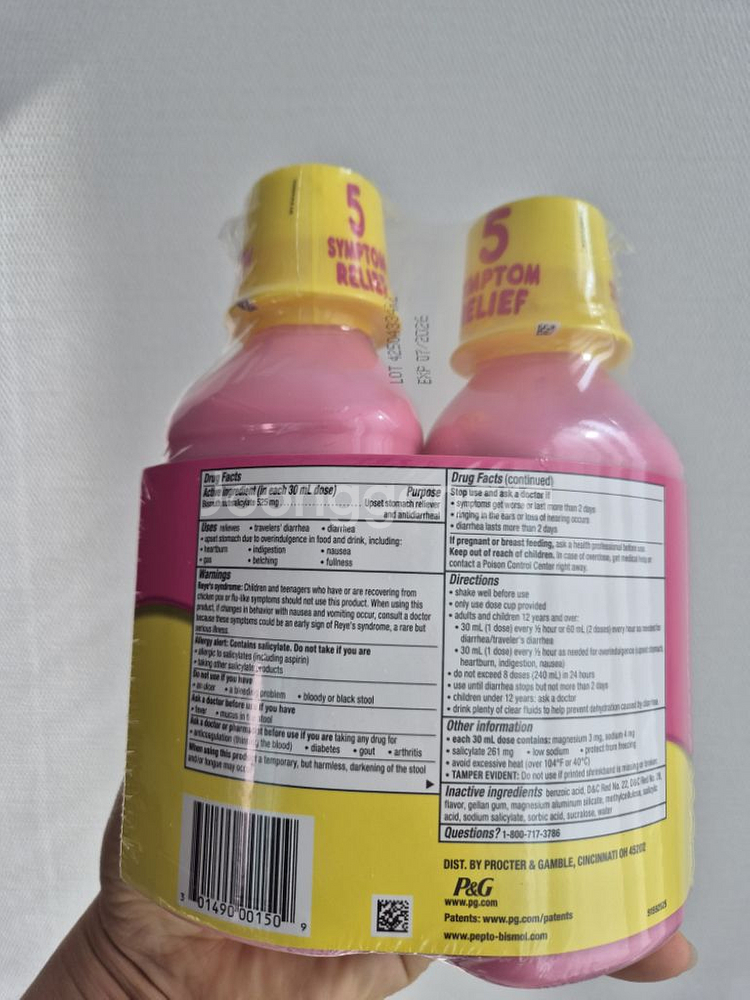 5
SYMPTOM
RELIEF
5
SYMPTOM
RELIEF
EXP 07/2026
Drug Facts
Active ingredient (in each 30 mL dose) Purpose
Bismuth subsalicylate 525 mg Upset stomach reliever
and antidiarrheal
Uses relieves • travelers' diarrhea • diarrhea
• upset stomach due to overindulgence in food and drink, including:
• heartburn • indigestion • nausea
• gas • belching • fullness
Warnings
Reye's syndrome: Children and teenagers who have or are recovering from
chicken pox or flu-like symptoms should not use this product. When using this
product, if changes in behavior with nausea and vomiting occur, consult a doctor
because these symptoms could be an early sign of Reye's syndrome, a rare but
serious illness.
Allergy alert: Contains salicylate. Do not take if you are
• allergic to salicylates (including aspirin)
• taking other salicylate products
Do not use if you have
• an ulcer • a bleeding problem • bloody or black stool
Ask a doctor before use if you have
• fever • mucus in the stool
Ask a doctor or pharmacist before use if you are taking any drug for
• anticoagulation (thinning the blood) • diabetes • gout • arthritis
When using this product a temporary, but harmless, darkening of the stool
and/or tongue may occur
Drug Facts (continued)
Stop use and ask a doctor if
• symptoms get worse or last more than 2 days
• ringing in the ears or loss of hearing occurs
• diarrhea lasts more than 2 days
If pregnant or breast feeding, ask a health professional before use.
Keep out of reach of children. In case of overdose, get medical help or
contact a Poison Control Center right away.
Directions
• shake well before use
• only use dose cup provided
• adults and children 12 years and over:
• 30 mL (1 dose) every ½ hour or 60 mL (2 doses) every hour as needed for
diarrhea/traveler's diarrhea
• 30 mL (1 dose) every ½ hour as needed for overindulgence (upset stomach,
heartburn, indigestion, nausea)
• do not exceed 8 doses (240 mL) in 24 hours
• use until diarrhea stops but not more than 2 days
• children under 12 years: ask a doctor
• drink plenty of clear fluids to help prevent dehydration caused by diarrhea
Other information
• each 30 mL dose contains: magnesium 3 mg, sodium 4 mg
• salicylate 261 mg • low sodium • protect from freezing
• avoid excessive heat (over 104°F or 40°C)
• TAMPER EVIDENT: Do not use if printed shrinkband is missing or broken.
Inactive ingredients benzoic acid, D&C Red No. 22, D&C Red No. 28,
flavor, gellan gum, magnesium aluminum silicate, methylcellulose, salicylic
acid, sodium salicylate, sorbic acid, sucralose, water
Questions? 1-800-717-3786
DIST. BY PROCTER & GAMBLE, CINCINNATI OH 45202
P&G
www.pg.com
Patents: www.pg.com/patents
www.pepto-bismol.com
3 01490 00150 9